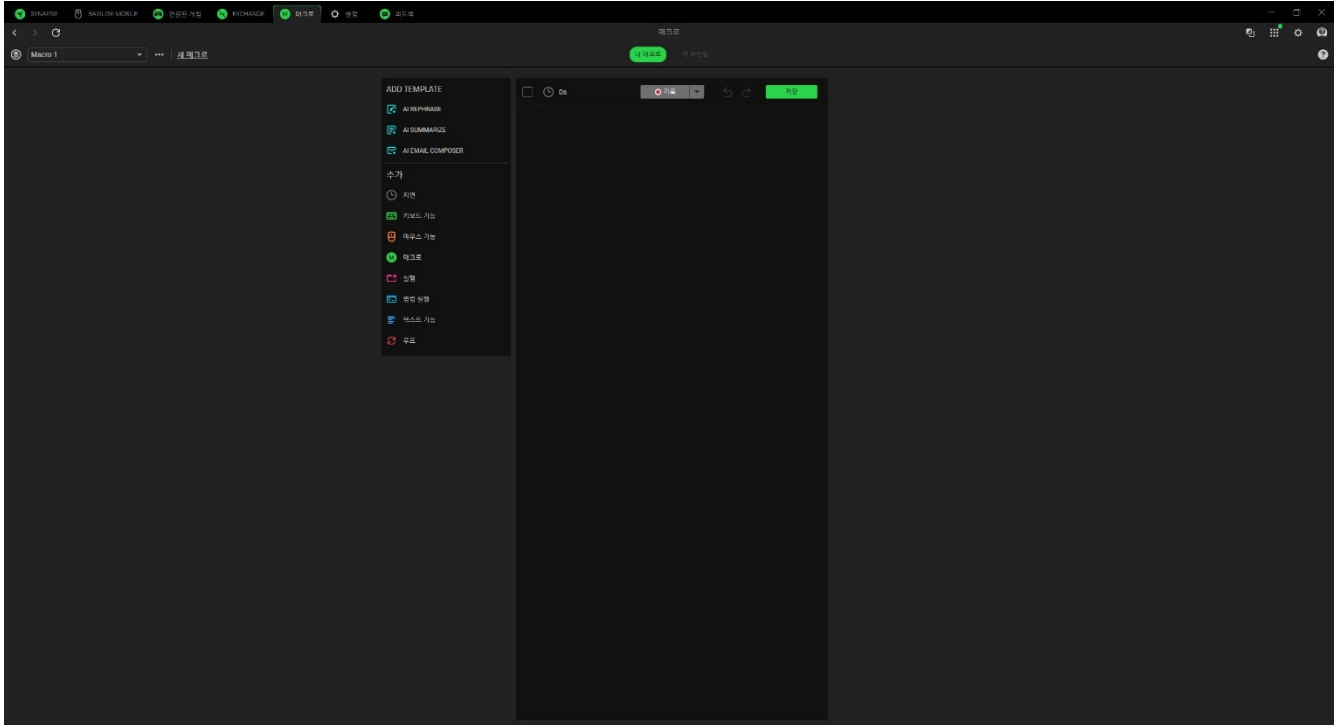 SYNAPSE BASILISK MOBILE 연결된 게임 EXCHANGE 매크로 설정 피드백
매크로
Macro 1 새 매크로 내 매크로
ADD TEMPLATE
AI REPHRASE
AI SUMMARIZE
AI EMAIL COMPOSER
추가
지연
키보드 기능
마우스 기능
매크로
실행
명령 실행
텍스트 기능
루프
0s 기록 저장